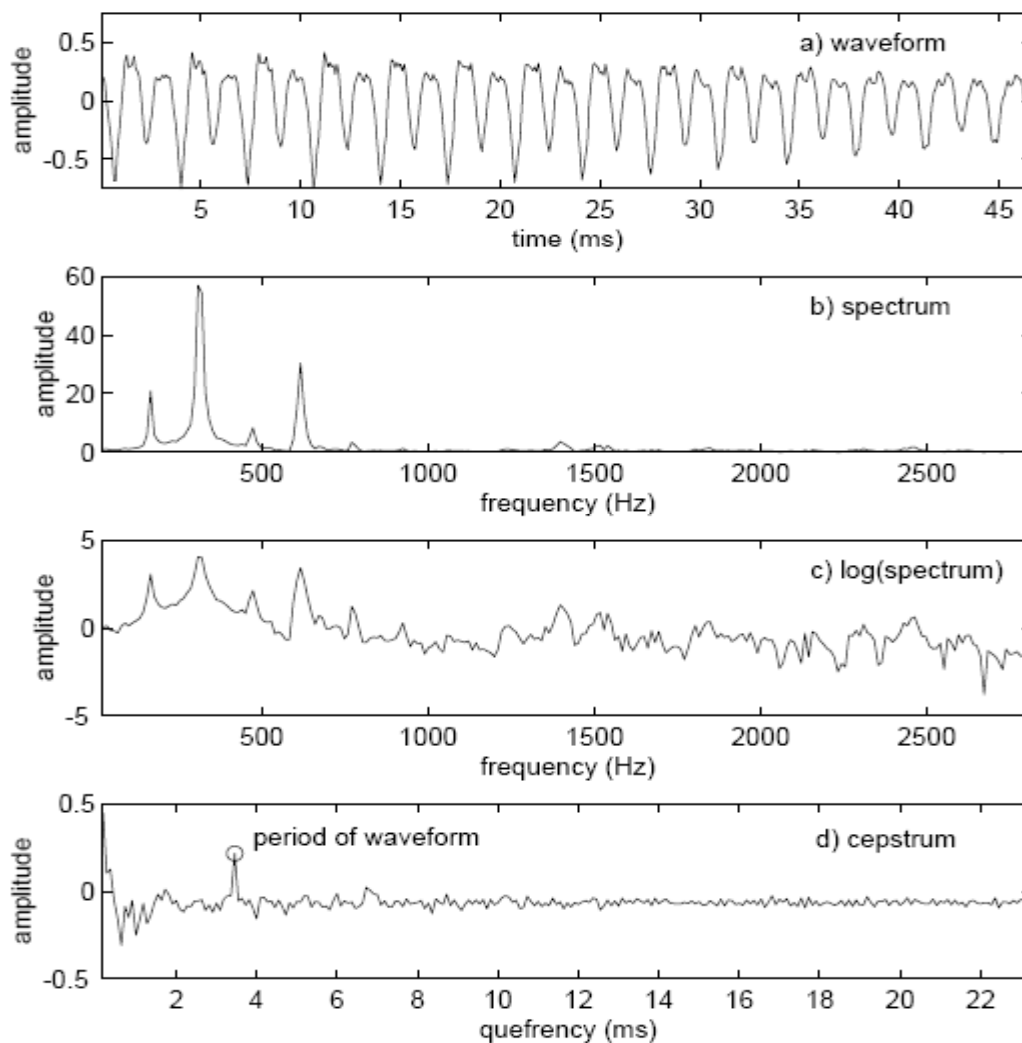 a) waveform
amplitude
0.5
0
-0.5
5 10 15 20 25 30 35 40 45
time (ms)
b) spectrum
amplitude
60
40
20
0
500 1000 1500 2000 2500
frequency (Hz)
c) log(spectrum)
amplitude
5
0
-5
500 1000 1500 2000 2500
frequency (Hz)
period of waveform
d) cepstrum
amplitude
0.5
0
-0.5
2 4 6 8 10 12 14 16 18 20 22
quefrency (ms)